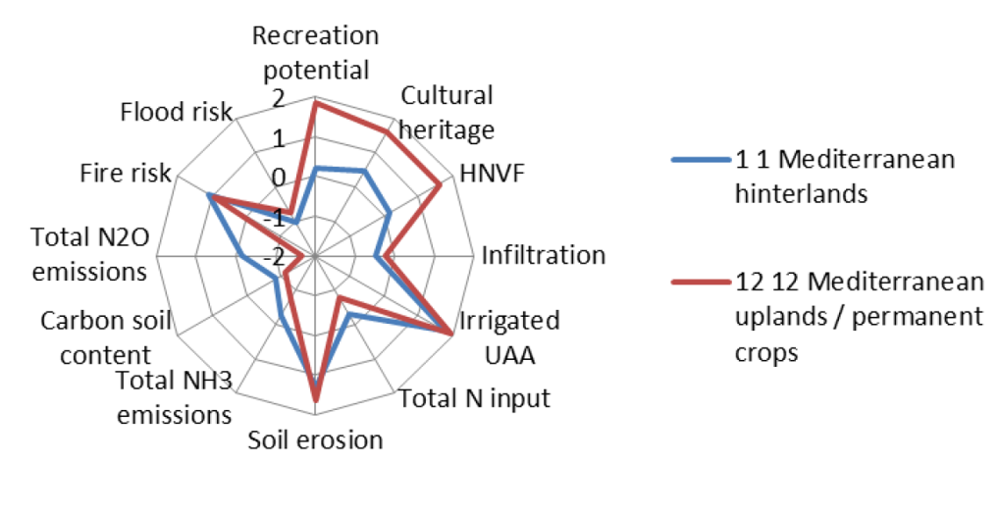 Recreation
potential
Cultural
heritage
HNVF
Infiltration
Irrigated
UAA
Total N input
Soil erosion
Total NH3
emissions
Carbon soil
content
Total N2O
emissions
Fire risk
Flood risk
2
1
0
-1
-2
1 1 Mediterranean
hinterlands
12 12 Mediterranean
uplands / permanent
crops